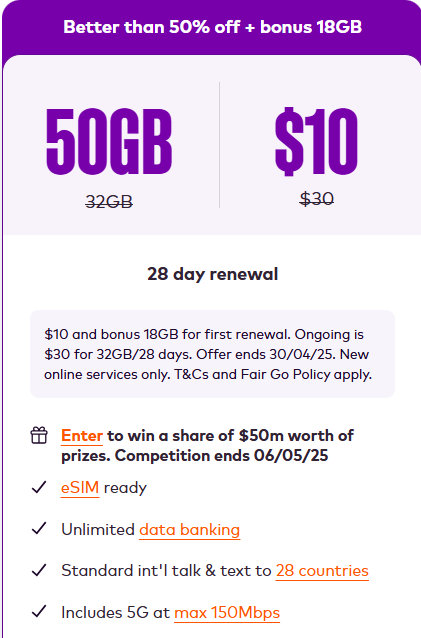 Better than 50% off + bonus 18GB
50GB
32GB
$10
$30
28 day renewal
$10 and bonus 18GB for first renewal. Ongoing is
$30 for 32GB/28 days. Offer ends 30/04/25. New
online services only. T&Cs and Fair Go Policy apply.
Enter to win a share of $50m worth of
prizes. Competition ends 06/05/25
eSIM ready
Unlimited data banking
Standard int'l talk & text to 28 countries
Includes 5G at max 150Mbps